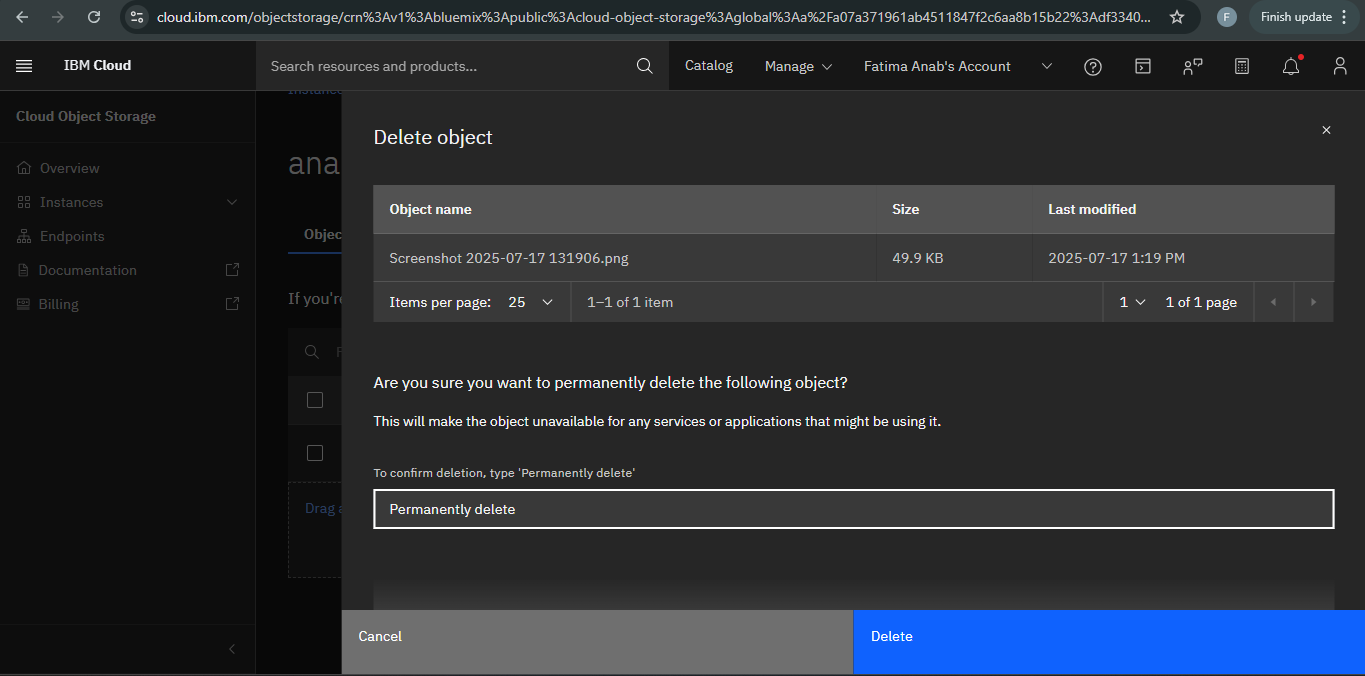 cloud.ibm.com/objectstorage/crn%3Av1%3Abluemix%3Apublic%3Acloud-object-storage%3Aglobal%3Aa%2Fa07a371961ab4511847f2c6aa8b15b22%3Adf3340...
F
Finish update
IBM Cloud
Search resources and products...
Catalog
Manage
Fatima Anab's Account
Cloud Object Storage
Overview
Instances
Endpoints
Documentation
Billing
Instance
ana
Objec
If you're
F
Drag a
Delete object
Object name Size Last modified
Screenshot 2025-07-17 131906.png 49.9 KB 2025-07-17 1:19 PM
Items per page: 25 1–1 of 1 item 1 1 of 1 page
Are you sure you want to permanently delete the following object?
This will make the object unavailable for any services or applications that might be using it.
To confirm deletion, type 'Permanently delete'
Permanently delete
Cancel
Delete